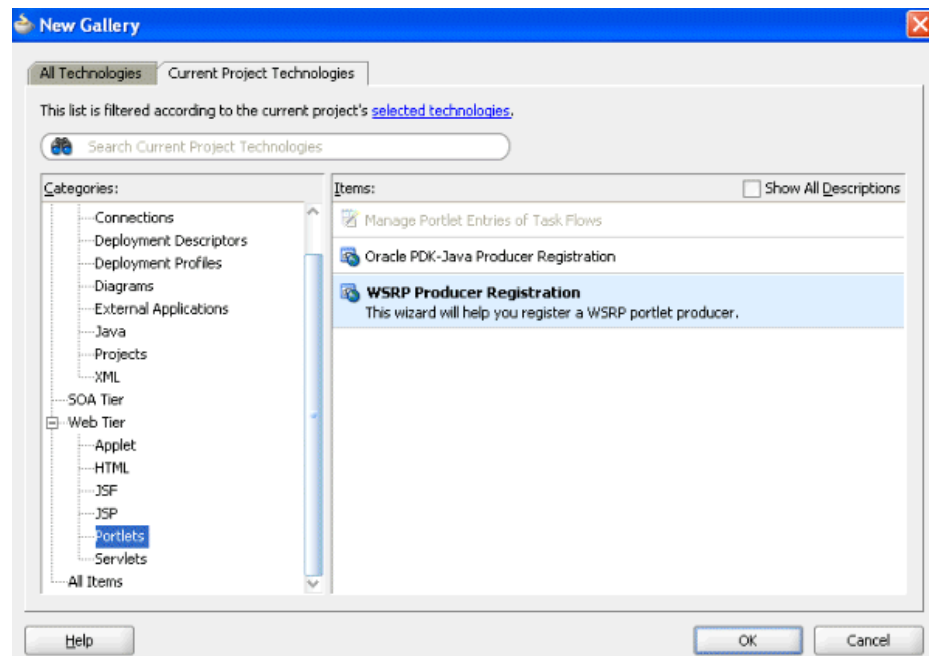 New Gallery
All Technologies
Current Project Technologies
This list is filtered according to the current project's selected technologies.
Search Current Project Technologies
Categories:
Connections
Deployment Descriptors
Deployment Profiles
Diagrams
External Applications
Java
Projects
XML
SOA Tier
Web Tier
Applet
HTML
JSF
JSP
Portlets
Servlets
All Items
Items:
Show All Descriptions
Manage Portlet Entries of Task Flows
Oracle PDK-Java Producer Registration
WSRP Producer Registration
This wizard will help you register a WSRP portlet producer.
Help
OK
Cancel